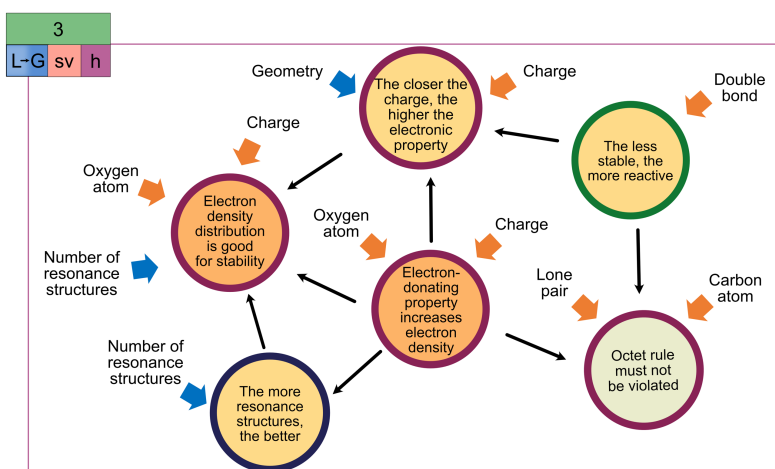 3
L→G sv h
Geometry
Charge
The closer the
charge, the
higher the
electronic
property
Double
bond
The less
stable, the
more reactive
Charge
Oxygen
atom
Electron
density
distribution
is good
for stability
Number of
resonance
structures
Oxygen
atom
Charge
Electron-
donating
property
increases
electron
density
Lone
pair
Carbon
atom
Octet rule
must not
be violated
Number of
resonance
structures
The more
resonance
structures,
the better